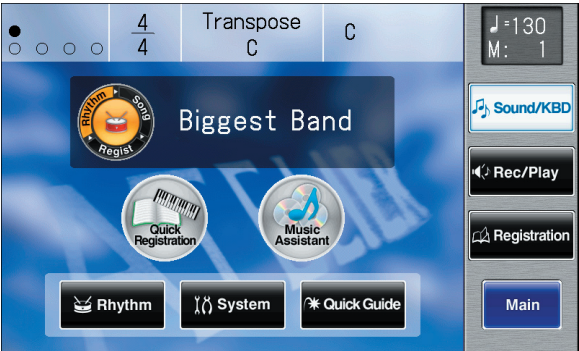 4
4
Transpose
C
C
♩=130
M: 1
Rhythm
Song
Regist
Biggest Band
Sound/KBD
Rec/Play
Quick
Registration
Music
Assistant
Registration
ATELIER
Rhythm
System
Quick Guide
Main